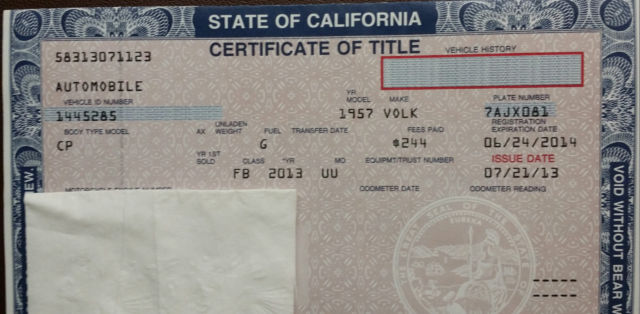 STATE OF CALIFORNIA
CERTIFICATE OF TITLE
58313071123
VEHICLE HISTORY
AUTOMOBILE
VEHICLE ID NUMBER
YR MODEL
MAKE
PLATE NUMBER
1445285
1957 VOLK
7AJX081
BODY TYPE MODEL
AX
UNLADEN WEIGHT
FUEL
TRANSFER DATE
FEES PAID
REGISTRATION EXPIRATION DATE
CP
G
$244
06/24/2014
YR 1ST SOLD
CLASS
*YR
MO
EQUIPMT/TRUST NUMBER
ISSUE DATE
FB
2013
UU
07/21/13
ODOMETER DATE
ODOMETER READING
VOID WITHOUT BEAR